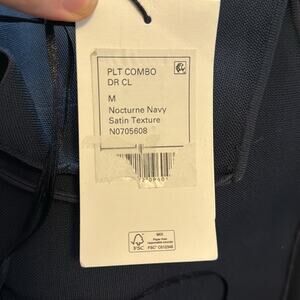 PLT COMBO
DR CL
M
Nocturne Navy
Satin Texture
N0705608
MIX
FSC